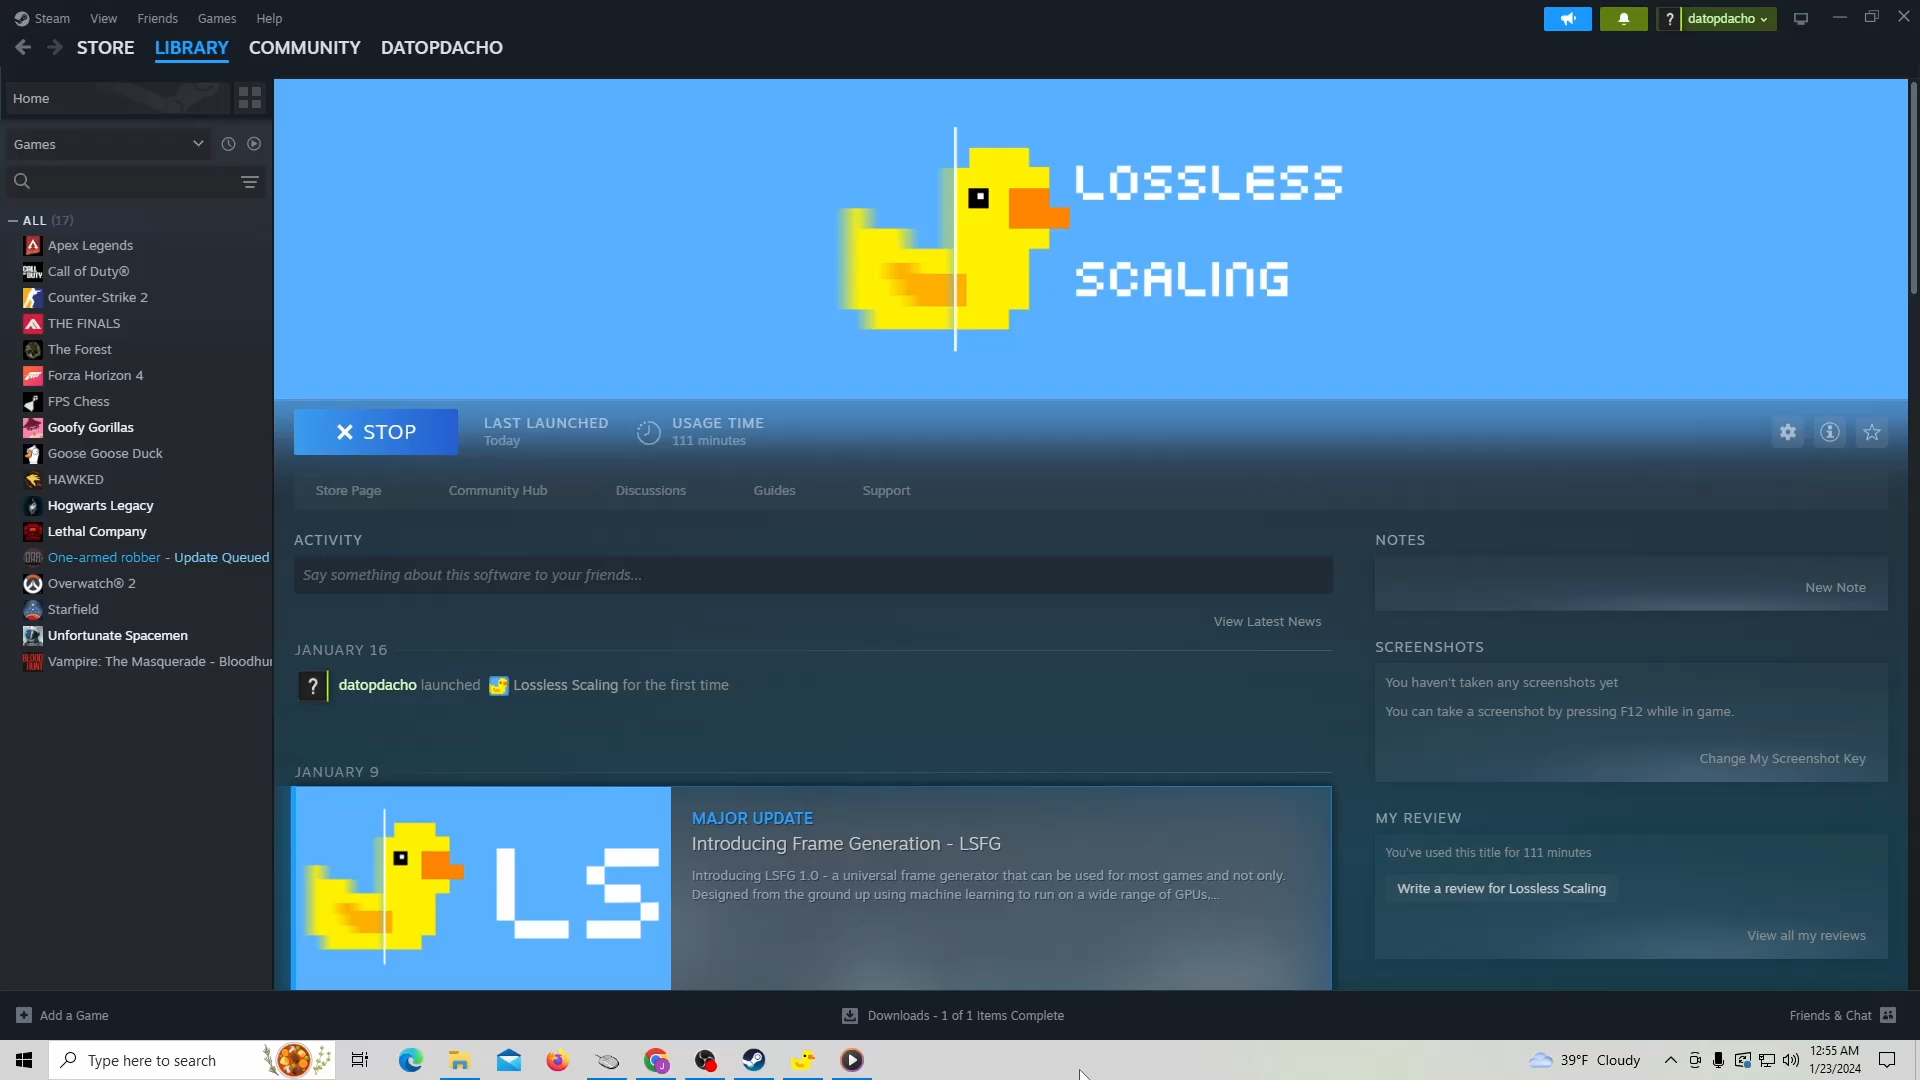 Steam View Friends Games Help
datopdacho
STORE LIBRARY COMMUNITY DATOPDACHO
Home
Games
ALL (17)
Apex Legends
Call of Duty®
Counter-Strike 2
THE FINALS
The Forest
Forza Horizon 4
FPS Chess
Goofy Gorillas
Goose Goose Duck
HAWKED
Hogwarts Legacy
Lethal Company
One-armed robber - Update Queued
Overwatch® 2
Starfield
Unfortunate Spacemen
Vampire: The Masquerade - Bloodhu
LOSSLESS
SCALING
STOP
LAST LAUNCHED
Today
USAGE TIME
111 minutes
Store Page Community Hub Discussions Guides Support
ACTIVITY
Say something about this software to your friends...
View Latest News
JANUARY 16
? datopdacho launched Lossless Scaling for the first time
JANUARY 9
LS
MAJOR UPDATE
Introducing Frame Generation - LSFG
Introducing LSFG 1.0 - a universal frame generator that can be used for most games and not only.
Designed from the ground up using machine learning to run on a wide range of GPUs,...
NOTES
New Note
SCREENSHOTS
You haven't taken any screenshots yet
You can take a screenshot by pressing F12 while in game.
Change My Screenshot Key
MY REVIEW
You've used this title for 111 minutes
Write a review for Lossless Scaling
View all my reviews
Add a Game
Downloads - 1 of 1 Items Complete
Friends & Chat
Type here to search
39°F Cloudy
12:55 AM
1/23/2024